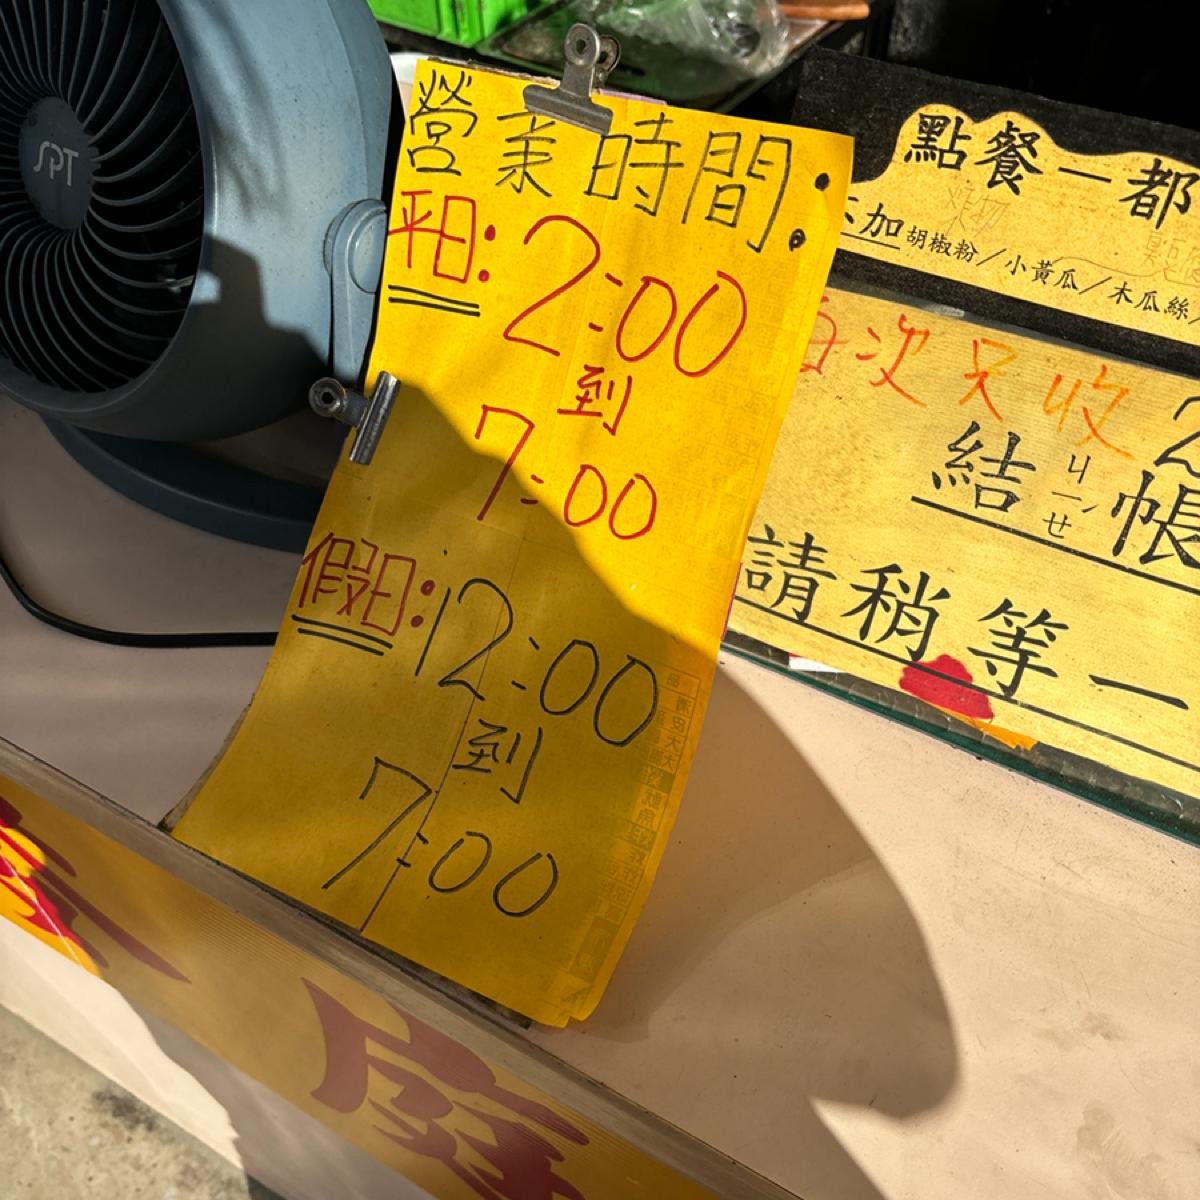 SPT
營業時間:
平日:2:00
到
7:00
假日:12:00
到
7:00
點餐一都
加胡椒粉/小黃瓜/木瓜絲
每次只收2
結ㄐㄧㄝ帳
請稍等一